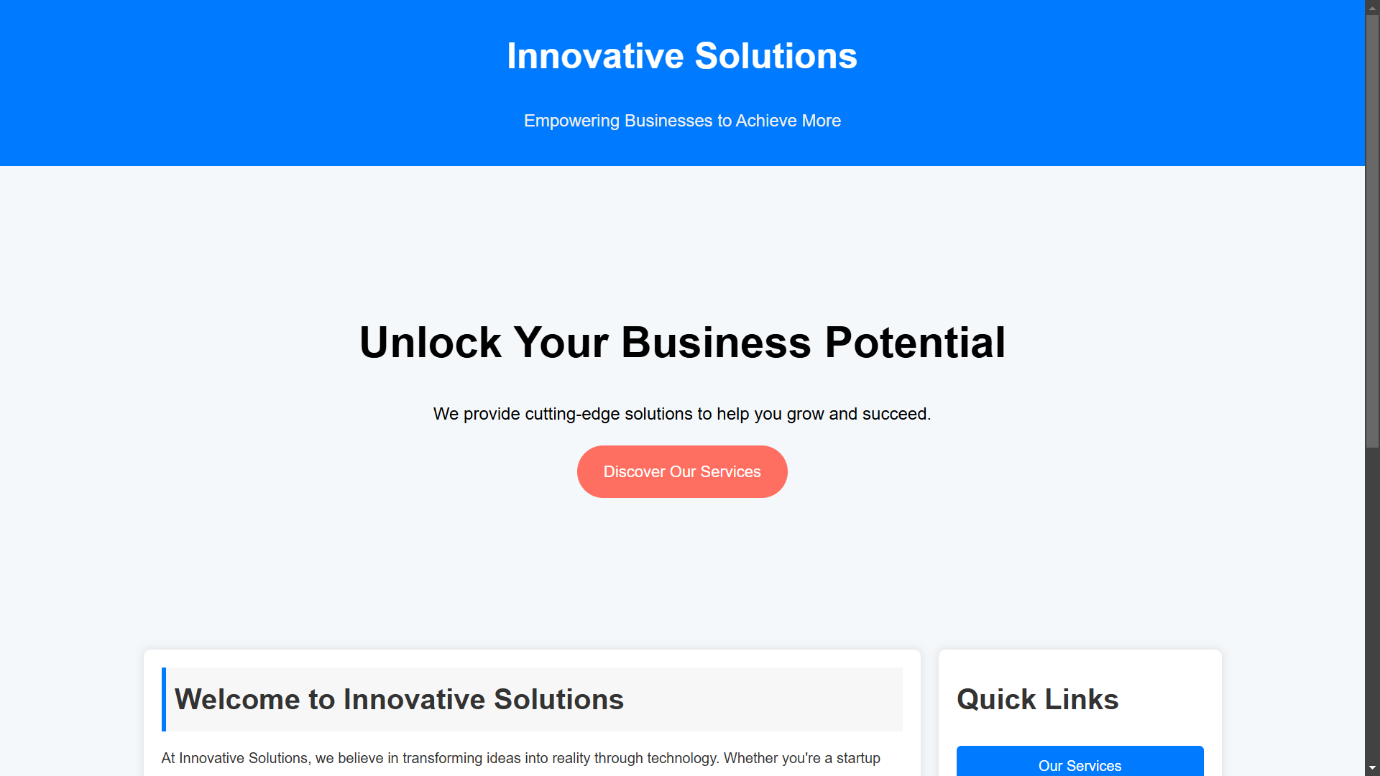 Innovative Solutions
Empowering Businesses to Achieve More
Unlock Your Business Potential
We provide cutting-edge solutions to help you grow and succeed.
Discover Our Services
Welcome to Innovative Solutions
At Innovative Solutions, we believe in transforming ideas into reality through technology. Whether you're a startup
Quick Links
Our Services